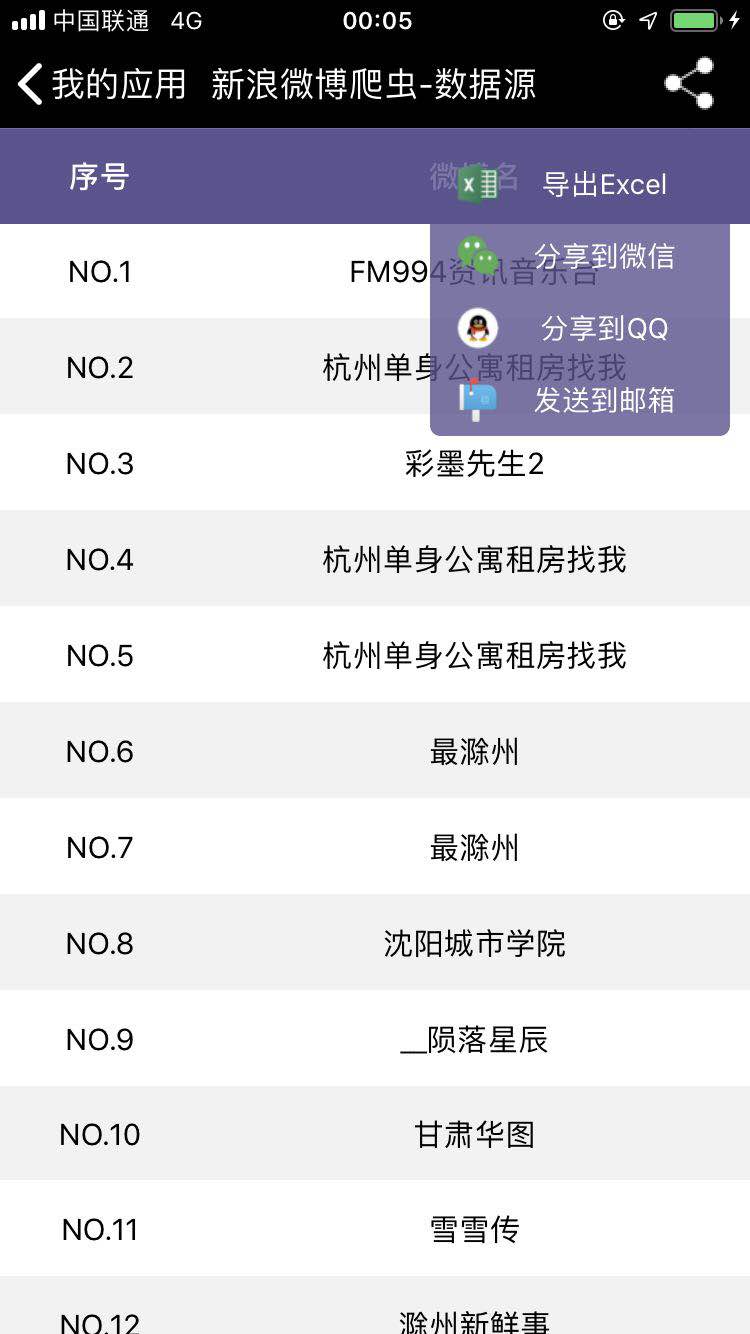 中国联通 4G 00:05
我的应用 新浪微博爬虫-数据源
序号 微博名
导出Excel
分享到微信
分享到QQ
发送到邮箱
NO.1 FM994资讯音乐台
NO.2 杭州单身公寓租房找我
NO.3 彩墨先生2
NO.4 杭州单身公寓租房找我
NO.5 杭州单身公寓租房找我
NO.6 最滁州
NO.7 最滁州
NO.8 沈阳城市学院
NO.9 __陨落星辰
NO.10 甘肃华图
NO.11 雪雪传
NO.12 滁州新鲜事